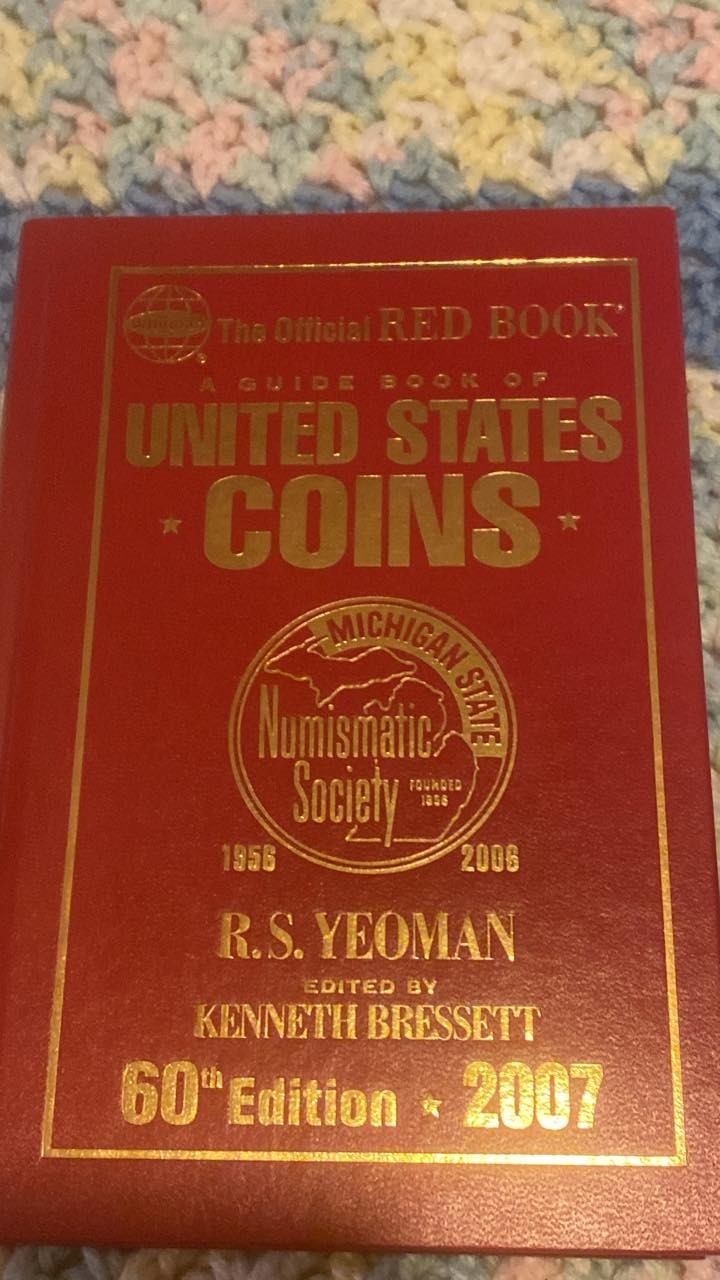 Whitman
The Official RED BOOK®
A GUIDE BOOK OF
UNITED STATES
COINS
MICHIGAN STATE
Numismatic
Society
FOUNDED
1956
1956 2006
R.S. YEOMAN
EDITED BY
KENNETH BRESSETT
60th Edition ★ 2007